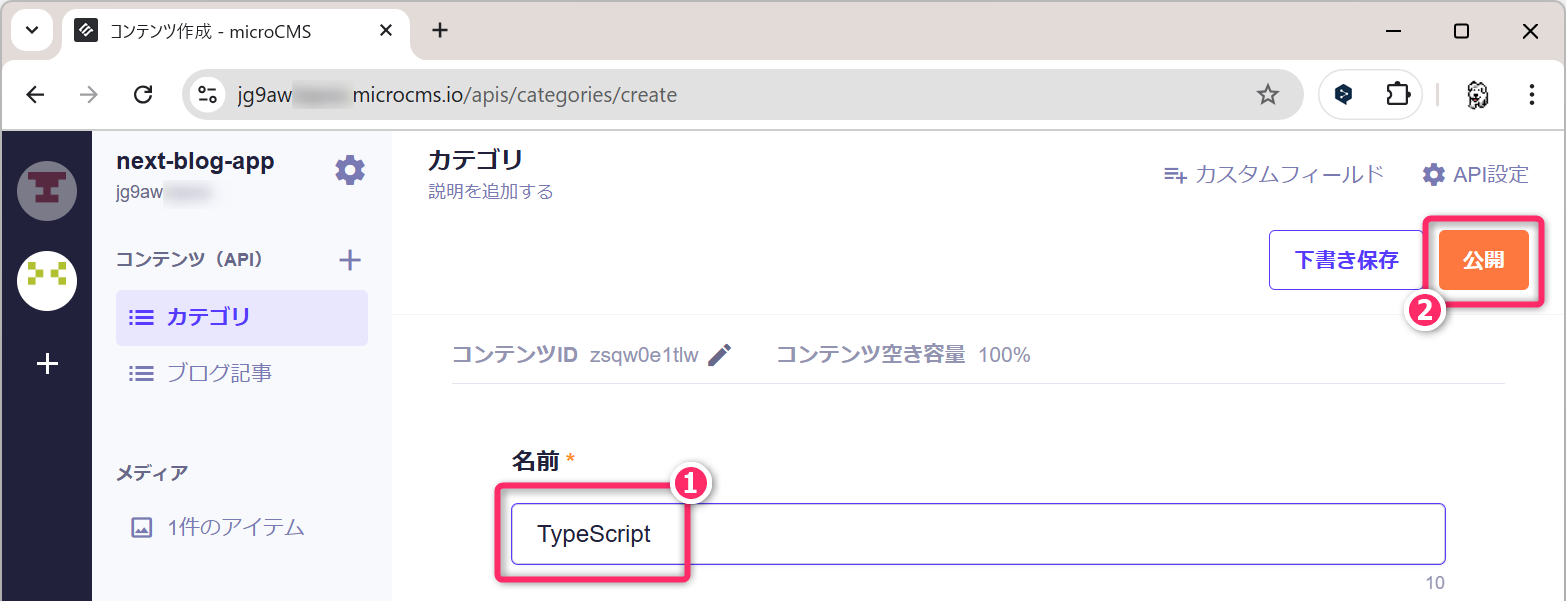 コンテンツ作成 - microCMS
jg9aw microcms.io/apis/categories/create
next-blog-app
jg9aw
カテゴリ
説明を追加する
カスタムフィールド
API設定
下書き保存
公開
2
コンテンツ（API）
カテゴリ
ブログ記事
メディア
1件のアイテム
コンテンツID zsqw0e1tlw
コンテンツ空き容量 100%
名前 *
1
TypeScript
10